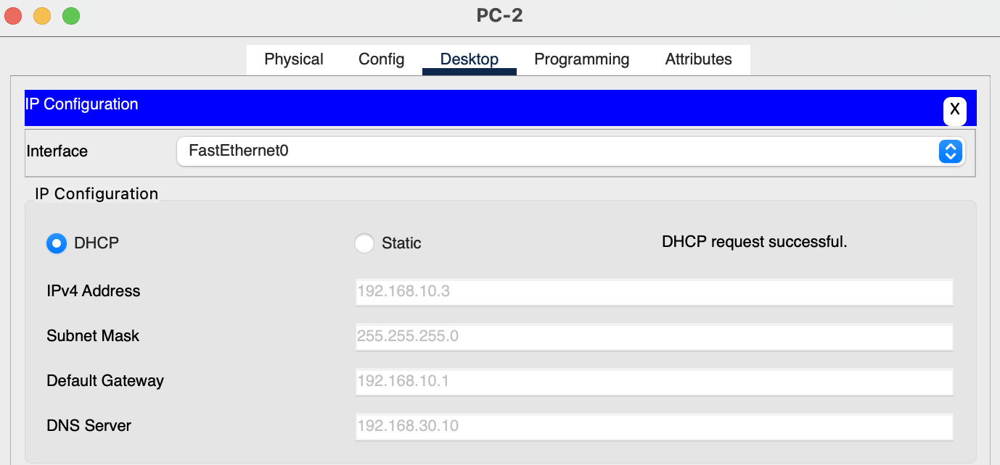 PC-2
Physical Config Desktop Programming Attributes
IP Configuration X
Interface FastEthernet0
IP Configuration
DHCP Static DHCP request successful.
IPv4 Address 192.168.10.3
Subnet Mask 255.255.255.0
Default Gateway 192.168.10.1
DNS Server 192.168.30.10